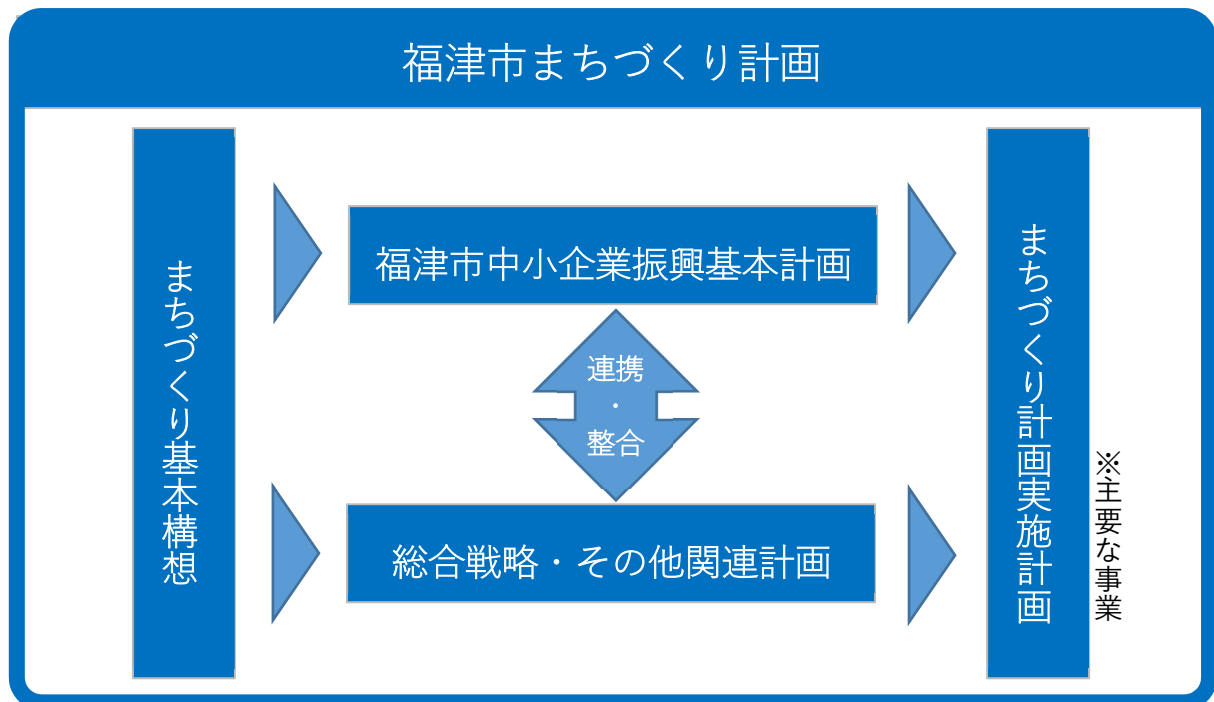 福津市まちづくり計画
まちづくり基本構想
福津市中小企業振興基本計画
連携
・
整合
総合戦略・その他関連計画
まちづくり計画実施計画
※主要な事業